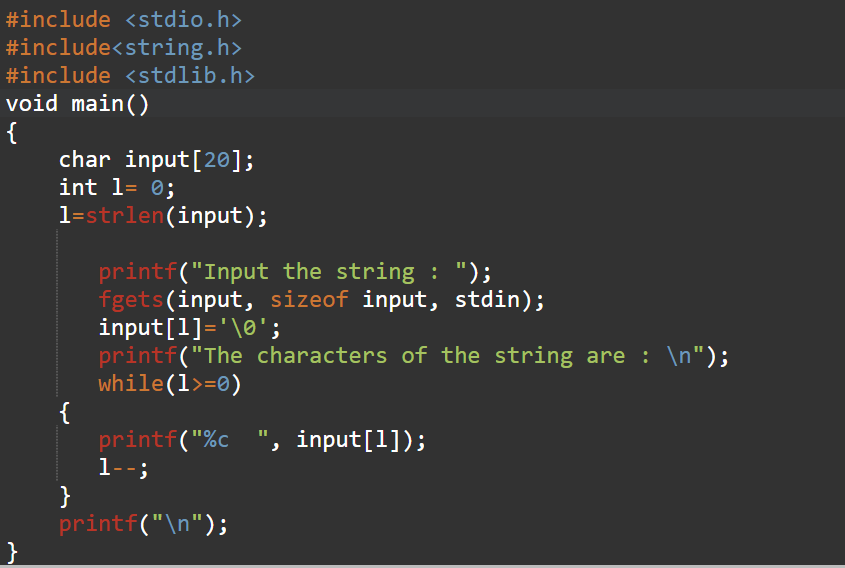 #include <stdio.h>
#include<string.h>
#include <stdlib.h>
void main()
{
    char input[20];
    int l= 0;
    l=strlen(input);

       printf("Input the string : ");
       fgets(input, sizeof input, stdin);
       input[l]='\0';
       printf("The characters of the string are : \n");
       while(l>=0)
    {
       printf("%c  ", input[l]);
       l--;
    }
    printf("\n");
}